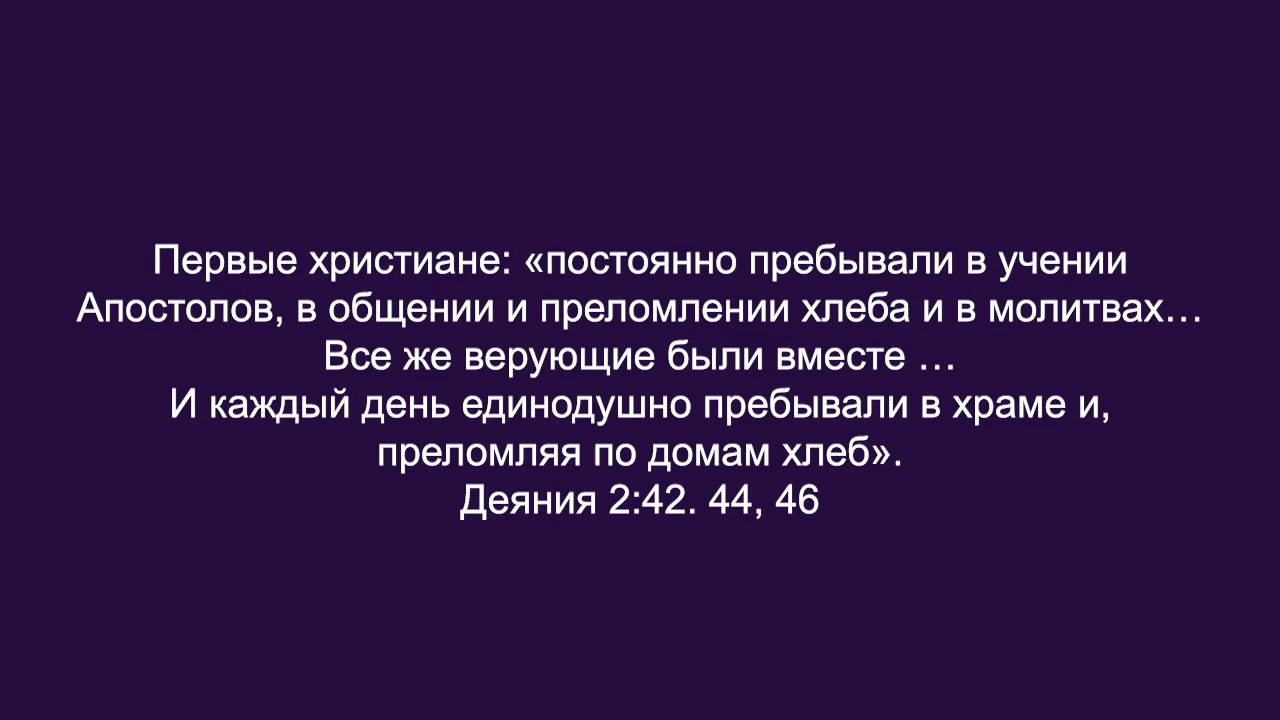 Первые христиане: «постоянно пребывали в учении
Апостолов, в общении и преломлении хлеба и в молитвах…
Все же верующие были вместе …
И каждый день единодушно пребывали в храме и,
преломляя по домам хлеб».
Деяния 2:42. 44, 46